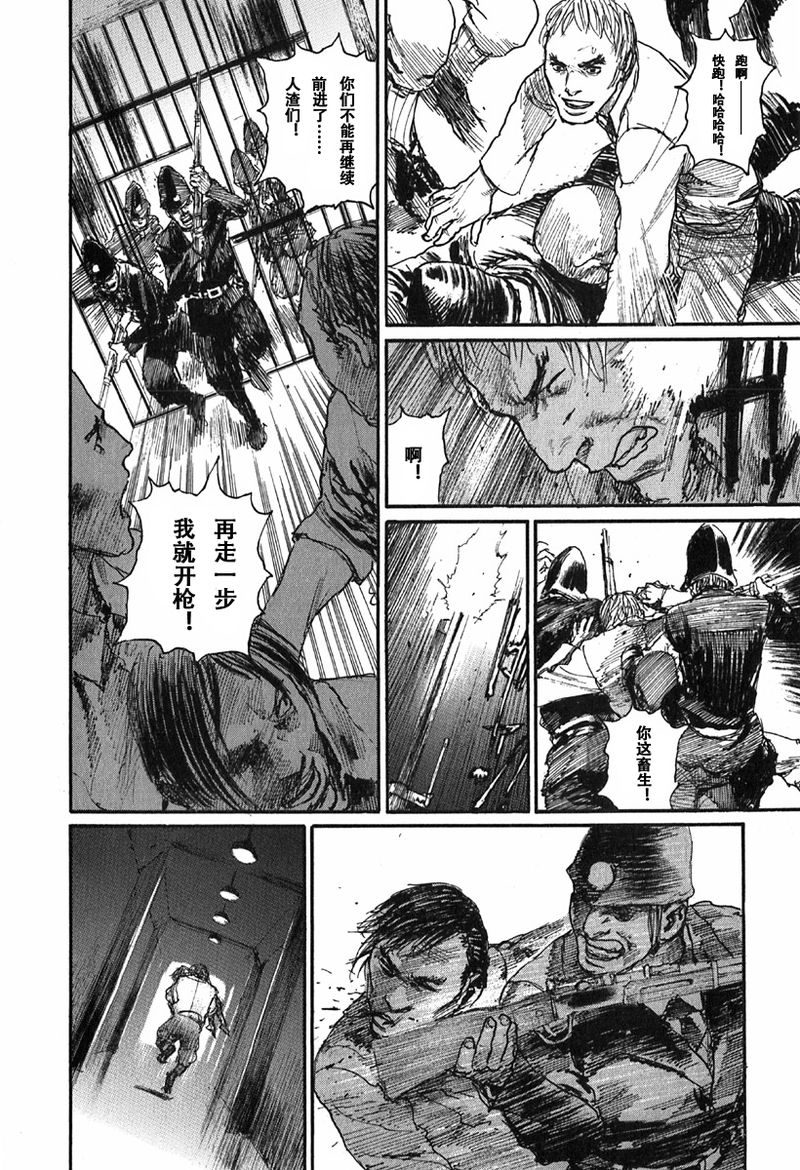 跑啊——
快跑！哈哈哈哈！
啊！
你这畜生！
你们不能再继续
前进了……
人渣们！
再走一步
我就开枪！